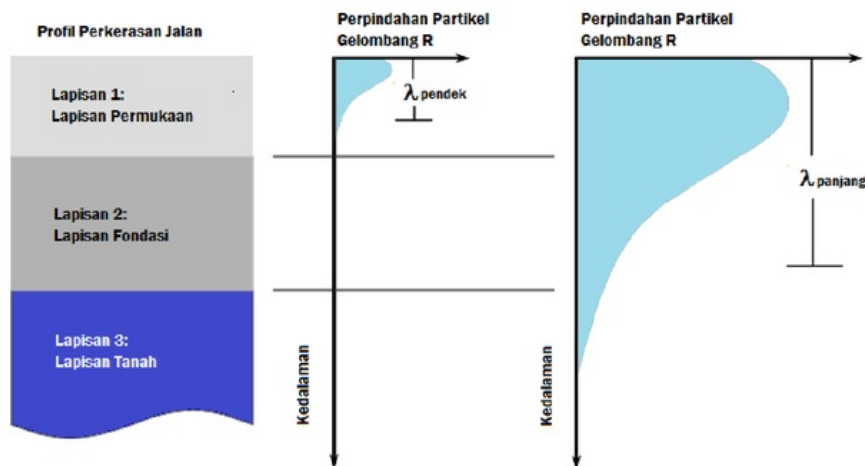 Profil Perkerasan Jalan
Lapisan 1:
Lapisan Permukaan
Lapisan 2:
Lapisan Fondasi
Lapisan 3:
Lapisan Tanah
Perpindahan Partikel
Gelombang R
λ pendek
Kedalaman
Perpindahan Partikel
Gelombang R
λ panjang
Kedalaman